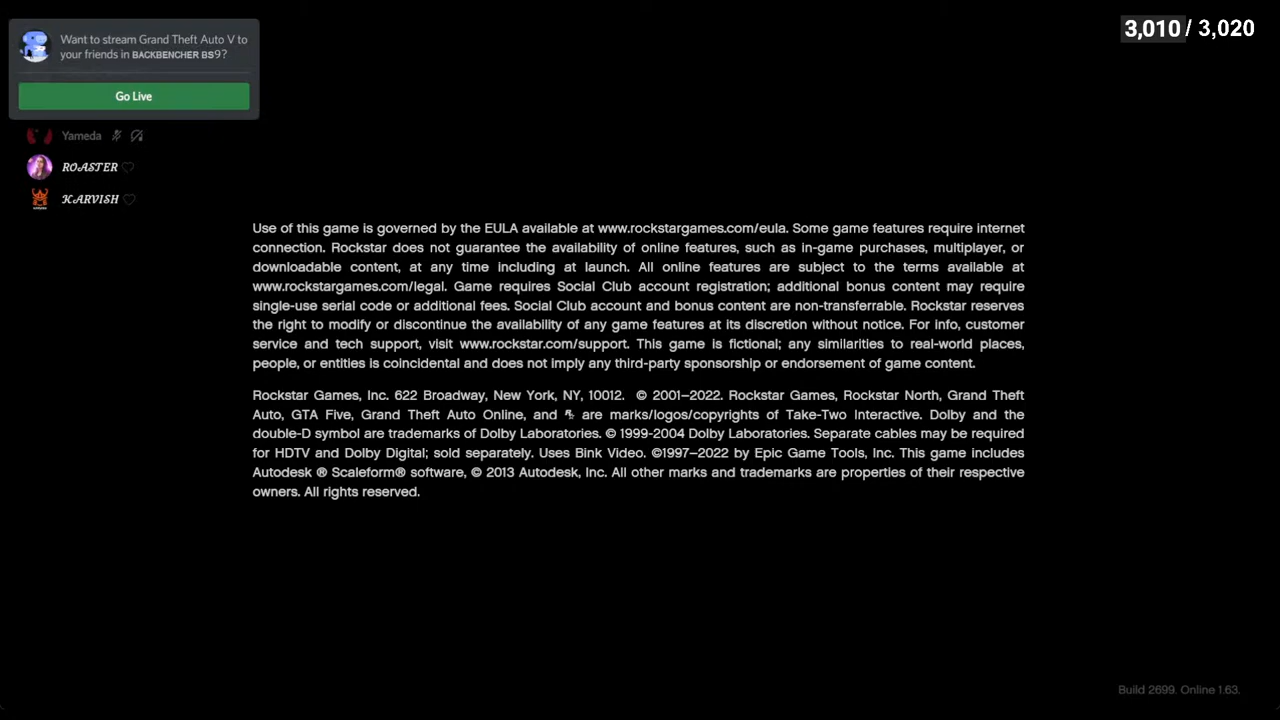 3,010 / 3,020
Want to stream Grand Theft Auto V to
your friends in BACKBENCHER BS9?
Go Live
Yameda
ROASTER
KARVISH
Use of this game is governed by the EULA available at www.rockstargames.com/eula. Some game features require internet
connection. Rockstar does not guarantee the availability of online features, such as in-game purchases, multiplayer, or
downloadable content, at any time including at launch. All online features are subject to the terms available at
www.rockstargames.com/legal. Game requires Social Club account registration; additional bonus content may require
single-use serial code or additional fees. Social Club account and bonus content are non-transferrable. Rockstar reserves
the right to modify or discontinue the availability of any game features at its discretion without notice. For info, customer
service and tech support, visit www.rockstar.com/support. This game is fictional; any similarities to real-world places,
people, or entities is coincidental and does not imply any third-party sponsorship or endorsement of game content.
Rockstar Games, Inc. 622 Broadway, New York, NY, 10012. © 2001–2022. Rockstar Games, Rockstar North, Grand Theft
Auto, GTA Five, Grand Theft Auto Online, and R* are marks/logos/copyrights of Take-Two Interactive. Dolby and the
double-D symbol are trademarks of Dolby Laboratories. © 1999-2004 Dolby Laboratories. Separate cables may be required
for HDTV and Dolby Digital; sold separately. Uses Bink Video. ©1997–2022 by Epic Game Tools, Inc. This game includes
Autodesk ® Scaleform® software, © 2013 Autodesk, Inc. All other marks and trademarks are properties of their respective
owners. All rights reserved.
Build 2699. Online 1.63.